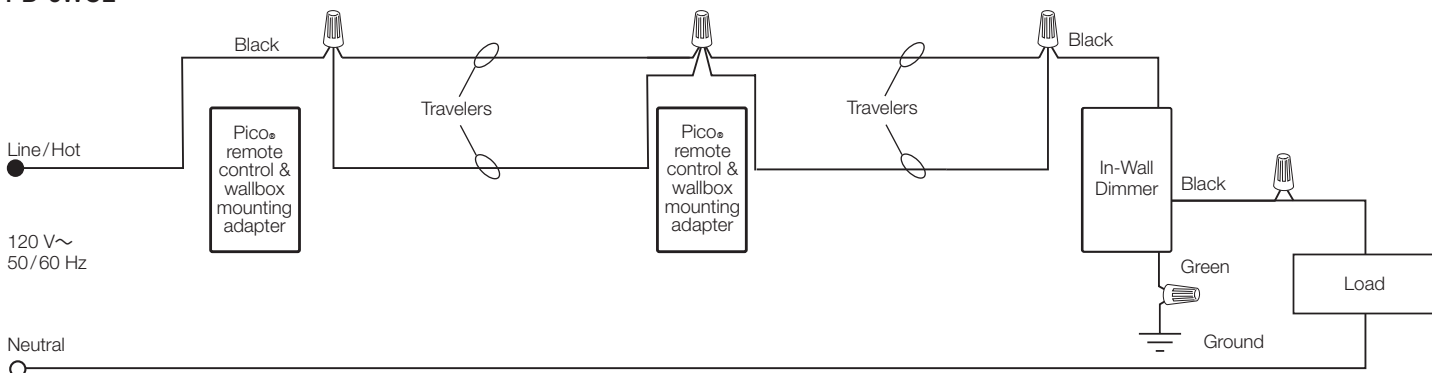 Black
Black
Travelers
Travelers
Line/Hot
Pico®
remote
control &
wallbox
mounting
adapter
Pico®
remote
control &
wallbox
mounting
adapter
In-Wall
Dimmer
Black
120 V~
50/60 Hz
Green
Load
Neutral
Ground